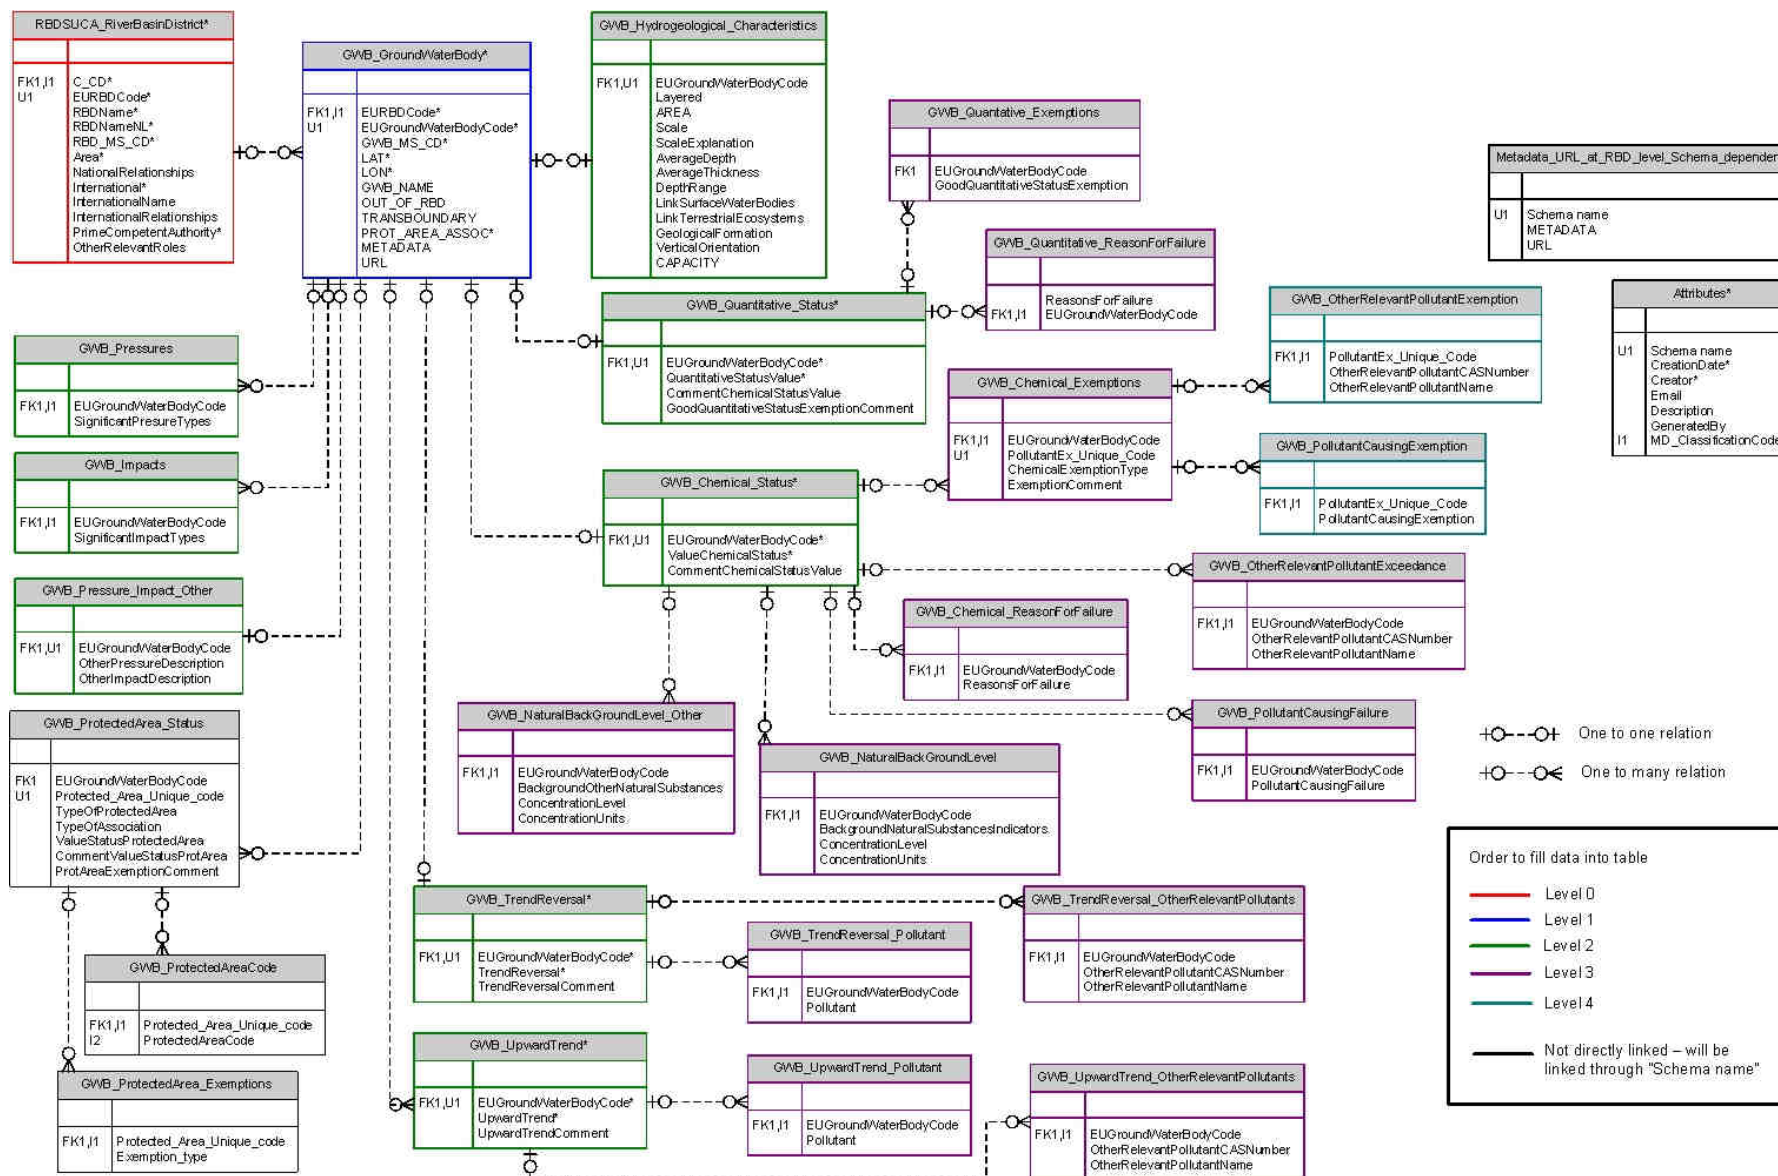 RBDSUCA_RiverBasinDistrict*
FK1,I1
U1
C_CD*
EURBDCode*
RBDName*
RBDNameNL*
RBD_MS_CD*
Area*
NationalRelationships
International*
InternationalName
InternationalRelationships
PrimeCompetentAuthority*
OtherRelevantRoles
GWB_GroundWaterBody*
FK1,I1
U1
EURBDCode*
EUGroundWaterBodyCode*
GWB_MS_CD*
LAT*
LON*
GWB_NAME
OUT_OF_RBD
TRANSBOUNDARY
PROT_AREA_ASSOC*
METADATA
URL
GWB_Hydrogeological_Characteristics
FK1,U1
EUGroundWaterBodyCode
Layered
AREA
Scale
ScaleExplanation
AverageDepth
AverageThickness
DepthRange
LinkSurfaceWaterBodies
LinkTerrestrialEcosystems
GeologicalFormation
VerticalOrientation
CAPACITY
GWB_Quantative_Exemptions
FK1
EUGroundWaterBodyCode
GoodQuantitativeStatusExemption
Metadata_URL_at_RBD_level_Schema_dependen
U1
Schema name
METADATA
URL
GWB_Quantitative_ReasonForFailure
FK1,I1
ReasonsForFailure
EUGroundWaterBodyCode
GWB_Quantitative_Status*
FK1,U1
EUGroundWaterBodyCode*
QuantitativeStatusValue*
CommentChemicalStatusValue
GoodQuantitativeStatusExemptionComment
GWB_OtherRelevantPollutantExemption
FK1,I1
PollutantEx_Unique_Code
OtherRelevantPollutantCASNumber
OtherRelevantPollutantName
Attributes*
U1
I1
Schema name
CreationDate*
Creator*
Email
Description
GeneratedBy
MD_ClassificationCode
GWB_Pressures
FK1,I1
EUGroundWaterBodyCode
SignificantPresureTypes
GWB_Chemical_Exemptions
FK1,I1
U1
EUGroundWaterBodyCode
PollutantEx_Unique_Code
ChemicalExemptionType
ExemptionComment
GWB_PollutantCausingExemption
FK1,I1
PollutantEx_Unique_Code
PollutantCausingExemption
GWB_Impacts
FK1,I1
EUGroundWaterBodyCode
SignificantImpactTypes
GWB_Chemical_Status*
FK1,U1
EUGroundWaterBodyCode*
ValueChemicalStatus*
CommentChemicalStatusValue
GWB_OtherRelevantPollutantExceedance
FK1,I1
EUGroundWaterBodyCode
OtherRelevantPollutantCASNumber
OtherRelevantPollutantName
GWB_Pressure_Impact_Other
FK1,U1
EUGroundWaterBodyCode
OtherPressureDescription
OtherImpactDescription
GWB_Chemical_ReasonForFailure
FK1,I1
EUGroundWaterBodyCode
ReasonsForFailure
GWB_ProtectedArea_Status
FK1
U1
EUGroundWaterBodyCode
Protected_Area_Unique_code
TypeOfProtectedArea
TypeOfAssociation
ValueStatusProtectedArea
CommentValueStatusProtArea
ProtAreaExemptionComment
GWB_NaturalBackGroundLevel_Other
FK1,I1
EUGroundWaterBodyCode
BackgroundOtherNaturalSubstances
ConcentrationLevel
ConcentrationUnits
GWB_NaturalBackGroundLevel
FK1,I1
EUGroundWaterBodyCode
BackgroundNaturalSubstancesIndicators
ConcentrationLevel
ConcentrationUnits
GWB_PollutantCausingFailure
FK1,I1
EUGroundWaterBodyCode
PollutantCausingFailure
One to one relation
One to many relation
Order to fill data into table
Level 0
Level 1
Level 2
Level 3
Level 4
Not directly linked – will be
linked through "Schema name"
GWB_TrendReversal*
FK1,U1
EUGroundWaterBodyCode*
TrendReversal*
TrendReversalComment
GWB_TrendReversal_Pollutant
FK1,I1
EUGroundWaterBodyCode
Pollutant
GWB_TrendReversal_OtherRelevantPollutants
FK1,I1
EUGroundWaterBodyCode
OtherRelevantPollutantCASNumber
OtherRelevantPollutantName
GWB_ProtectedAreaCode
FK1,I1
I2
Protected_Area_Unique_code
ProtectedAreaCode
GWB_ProtectedArea_Exemptions
FK1,I1
Protected_Area_Unique_code
Exemption_type
GWB_UpwardTrend*
FK1,U1
EUGroundWaterBodyCode*
UpwardTrend*
UpwardTrendComment
GWB_UpwardTrend_Pollutant
FK1,I1
EUGroundWaterBodyCode
Pollutant
GWB_UpwardTrend_OtherRelevantPollutants
FK1,I1
EUGroundWaterBodyCode
OtherRelevantPollutantCASNumber
OtherRelevantPollutantName